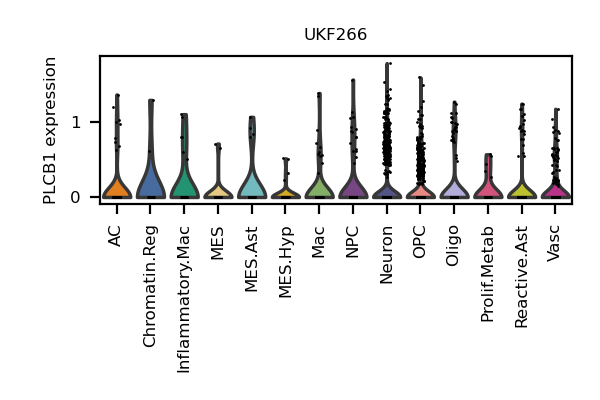 UKF266
PLCB1 expression
1
0
AC
Chromatin.Reg
Inflammatory.Mac
MES
MES.Ast
MES.Hyp
Mac
NPC
Neuron
OPC
Oligo
Prolif.Metab
Reactive.Ast
Vasc